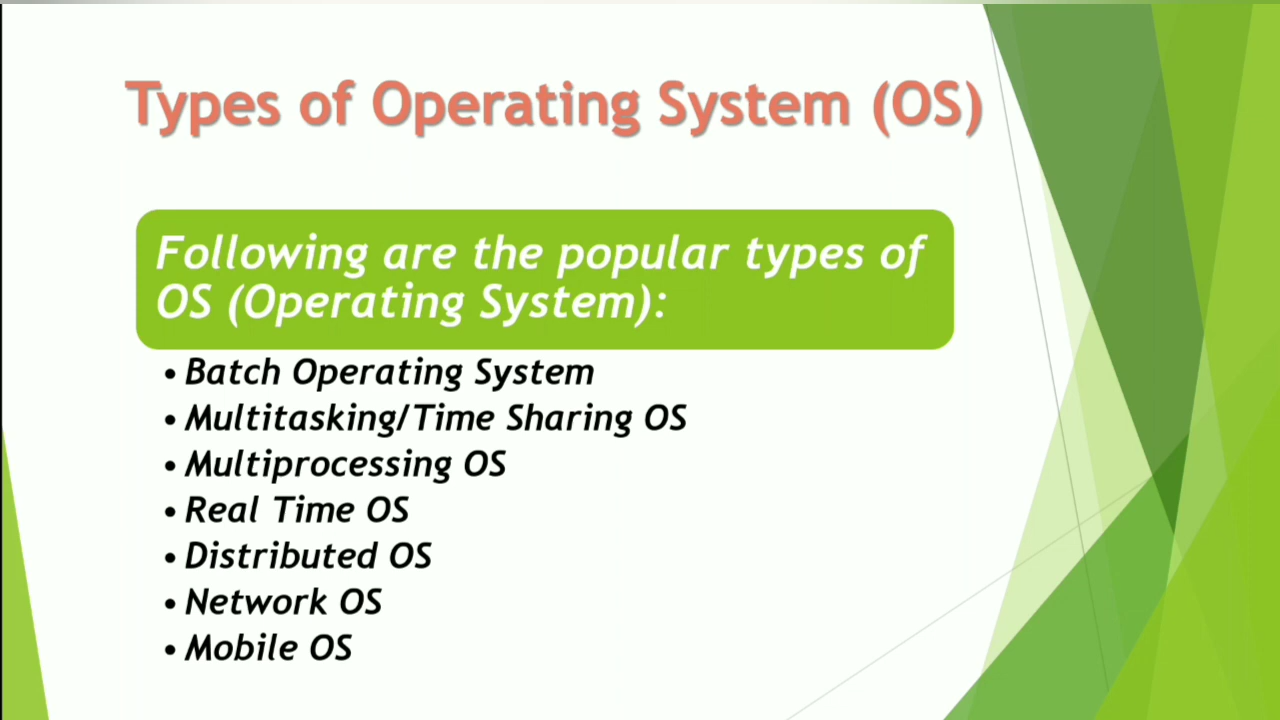 Types of Operating System (OS)
Following are the popular types of
OS (Operating System):
• Batch Operating System
• Multitasking/Time Sharing OS
• Multiprocessing OS
• Real Time OS
• Distributed OS
• Network OS
• Mobile OS